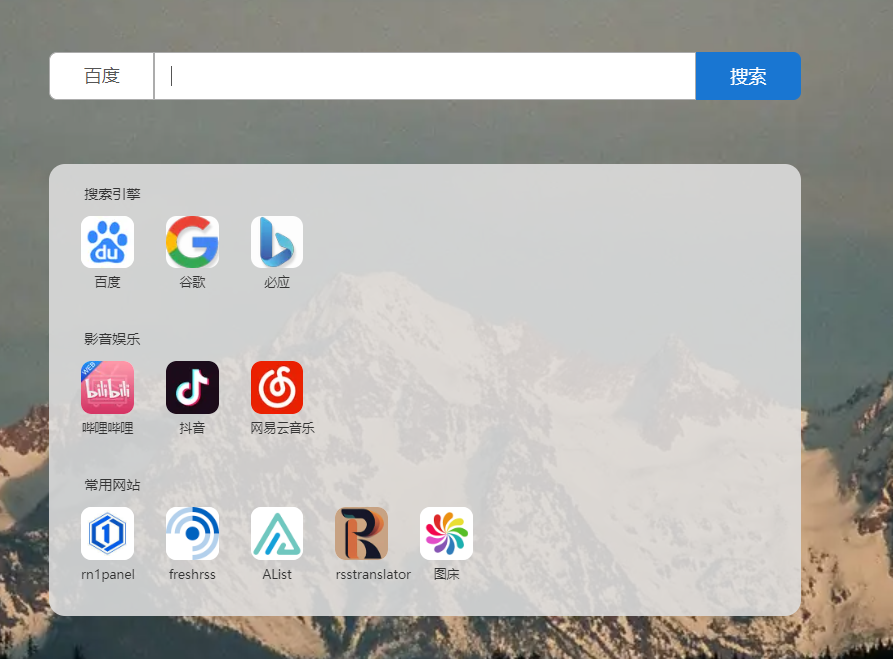 百度
搜索
搜索引擎
du
百度
谷歌
必应
影音娱乐
WEB
bilibili
哔哩哔哩
抖音
网易云音乐
常用网站
1
R
rn1panel
freshrss
AList
rsstranslator
图床